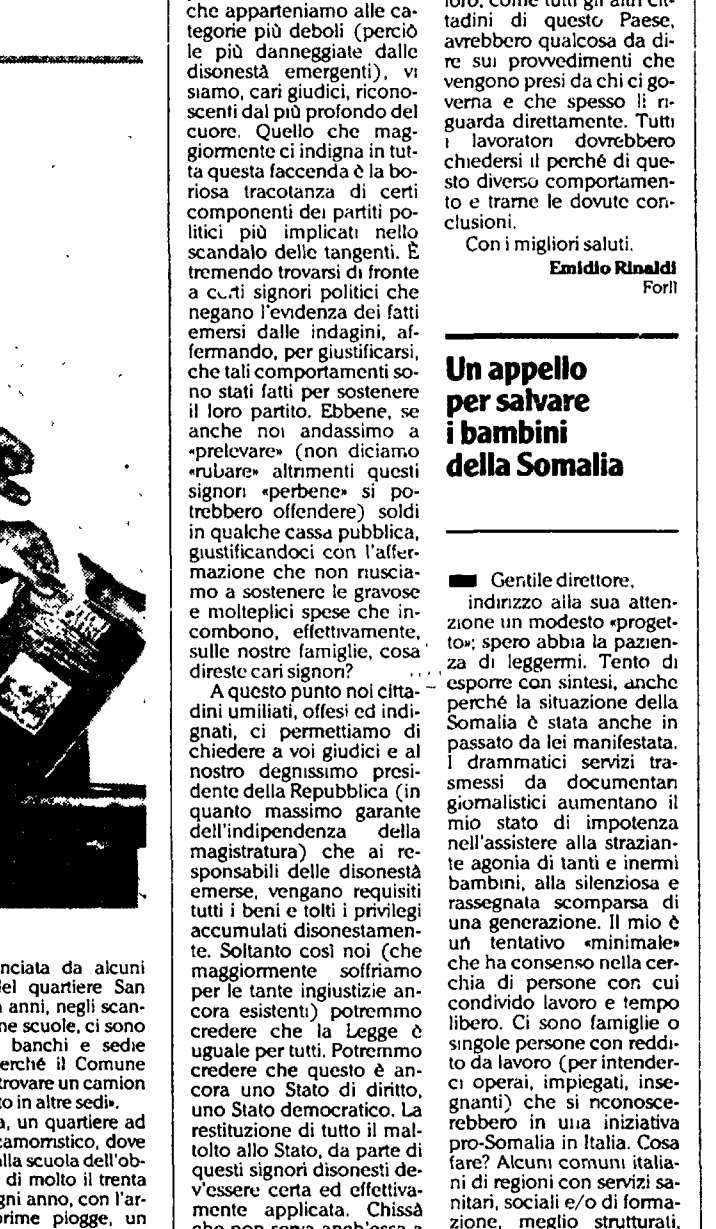 nciata da alcuni
el quartiere San
anni, negli scan-
ne scuole, ci sono
banchi e sedie
erché il Comune
trovare un camion
to in altre sedi».
a, un quartiere ad
camorristico, dove
alla scuola dell'ob-
di molto il trenta
gni anno, con l'ar-
prime piogge, un
che apparteniamo alle ca-
tegorie più deboli (perciò
le più danneggiate dalle
disonestà emergenti), vi
siamo, cari giudici, ricono-
scenti dal più profondo del
cuore. Quello che mag-
giormente ci indigna in tut-
ta questa faccenda è la bo-
riosa tracotanza di certi
componenti dei partiti po-
litici più implicati nello
scandalo delle tangenti. È
tremendo trovarsi di fronte
a certi signori politici che
negano l'evidenza dei fatti
emersi dalle indagini, af-
fermando, per giustificarsi,
che tali comportamenti so-
no stati fatti per sostenere
il loro partito. Ebbene, se
anche noi andassimo a
«prelevare» (non diciamo
«rubare» altrimenti questi
signori «perbene» si po-
trebbero offendere) soldi
in qualche cassa pubblica,
giustificandoci con l'affer-
mazione che non riuscia-
mo a sostenere le gravose
e molteplici spese che in-
combono, effettivamente,
sulle nostre famiglie, cosa
direste cari signori?
A questo punto noi citta-
dini umiliati, offesi ed indi-
gnati, ci permettiamo di
chiedere a voi giudici e al
nostro degnissimo presi-
dente della Repubblica (in
quanto massimo garante
dell'indipendenza della
magistratura) che ai re-
sponsabili delle disonestà
emerse, vengano requisiti
tutti i beni e tolti i privilegi
accumulati disonestamen-
te. Soltanto così noi (che
maggiormente soffriamo
per le tante ingiustizie an-
cora esistenti) potremmo
credere che la Legge è
uguale per tutti. Potremmo
credere che questo è an-
cora uno Stato di diritto,
uno Stato democratico. La
restituzione di tutto il mal-
tolto allo Stato, da parte di
questi signori disonesti de-
v'essere certa ed effettiva-
mente applicata. Chissà
che non serva anch'essa a
loro, come tutti gli altri cit-
tadini di questo Paese,
avrebbero qualcosa da di-
re sui provvedimenti che
vengono presi da chi ci go-
verna e che spesso li ri-
guarda direttamente. Tutti
i lavoratori dovrebbero
chiedersi il perché di que-
sto diverso comportamen-
to e trarne le dovute con-
clusioni.
Con i migliori saluti.
Emidio Rinaldi
Forlì
Un appello
per salvare
i bambini
della Somalia
Gentile direttore,
indirizzo alla sua atten-
zione un modesto «proget-
to»; spero abbia la pazien-
za di leggermi. Tento di
esporre con sintesi, anche
perché la situazione della
Somalia è stata anche in
passato da lei manifestata.
I drammatici servizi tra-
smessi da documentari
giornalistici aumentano il
mio stato di impotenza
nell'assistere alla strazian-
te agonia di tanti e inermi
bambini, alla silenziosa e
rassegnata scomparsa di
una generazione. Il mio è
un tentativo «minimale»
che ha consenso nella cer-
chia di persone con cui
condivido lavoro e tempo
libero. Ci sono famiglie o
singole persone con reddi-
to da lavoro (per intender-
ci operai, impiegati, inse-
gnanti) che si riconosce-
rebbero in una iniziativa
pro-Somalia in Italia. Cosa
fare? Alcuni comuni italia-
ni di regioni con servizi sa-
nitari, sociali e/o di forma-
zione, meglio strutturati,